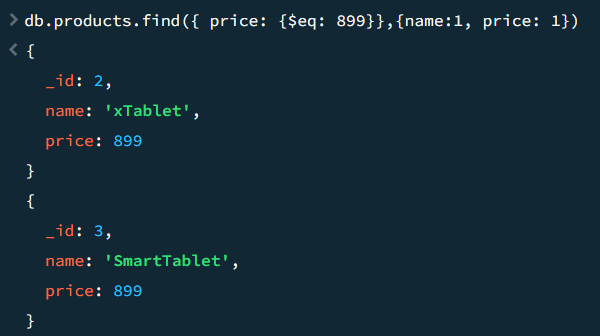 > db.products.find({ price: {$eq: 899}},{name:1, price: 1})
< {
_id: 2,
name: 'xTablet',
price: 899
}
{
_id: 3,
name: 'SmartTablet',
price: 899
}